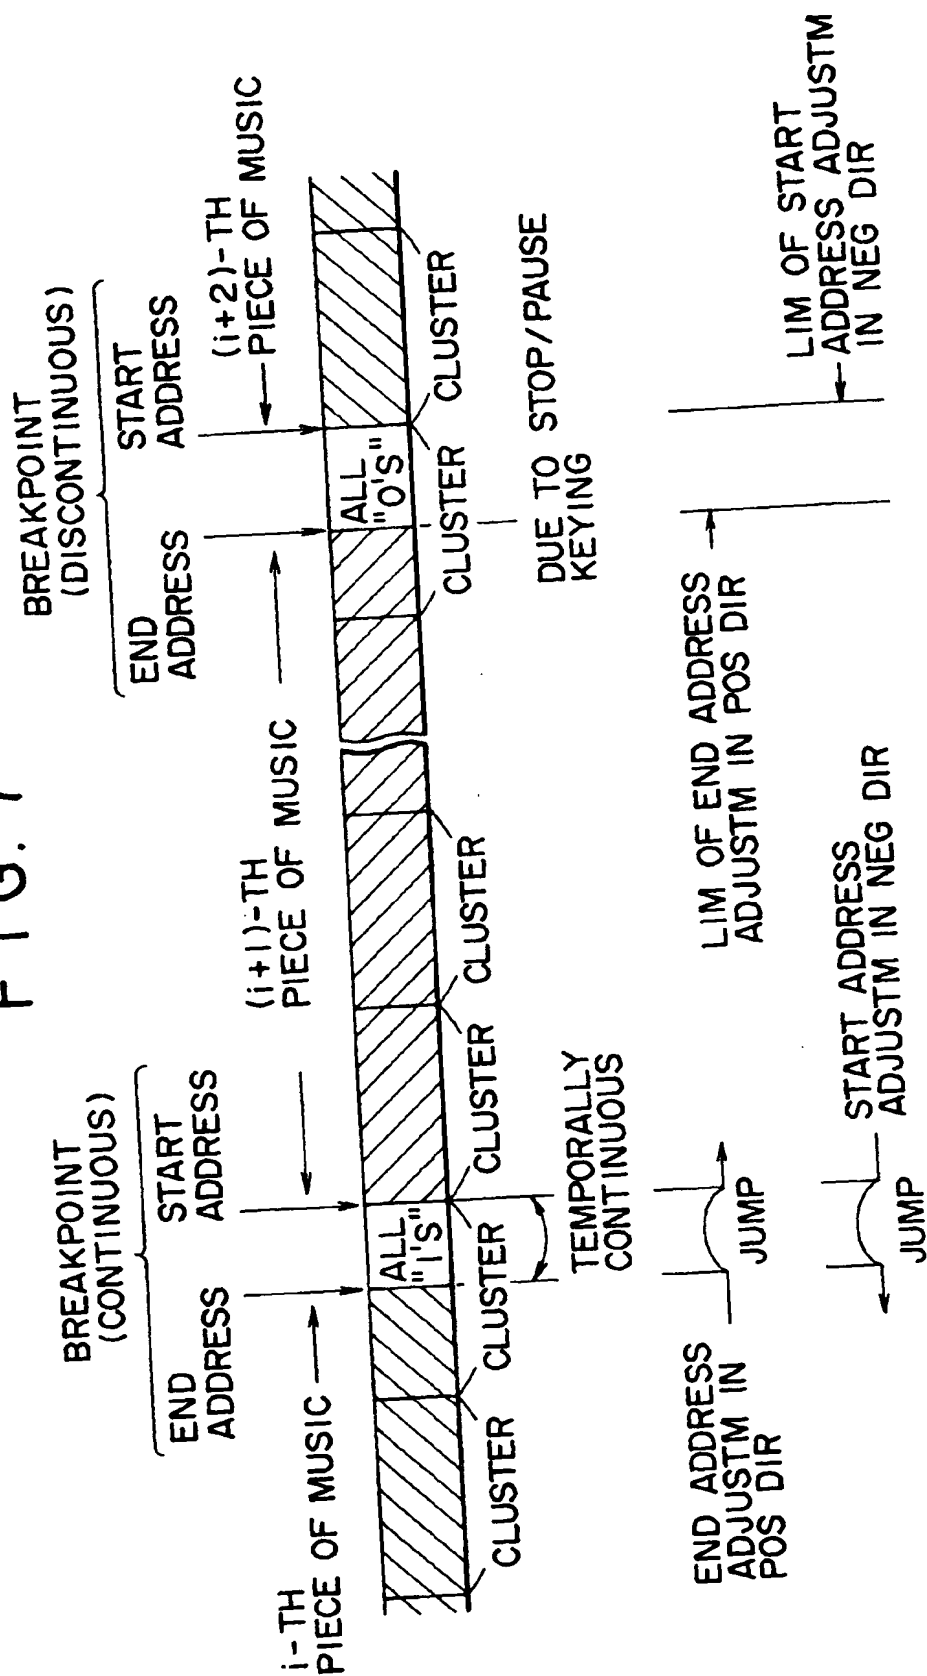 FIG. 7
BREAKPOINT
(CONTINUOUS)
END
ADDRESS
START
ADDRESS
BREAKPOINT
(DISCONTINUOUS)
END
ADDRESS
START
ADDRESS
i-TH
PIECE OF MUSIC
(i+1)-TH
PIECE OF MUSIC
(i+2)-TH
PIECE OF MUSIC
ALL
"1'S"
ALL
"0'S"
CLUSTER
CLUSTER
CLUSTER
CLUSTER
CLUSTER
CLUSTER
TEMPORALLY
CONTINUOUS
DUE TO STOP/PAUSE
KEYING
END ADDRESS
ADJUSTM IN
POS DIR
JUMP
LIM OF END ADDRESS
ADJUSTM IN POS DIR
LIM OF START
ADDRESS ADJUSTM
IN NEG DIR
JUMP
START ADDRESS
ADJUSTM IN NEG DIR